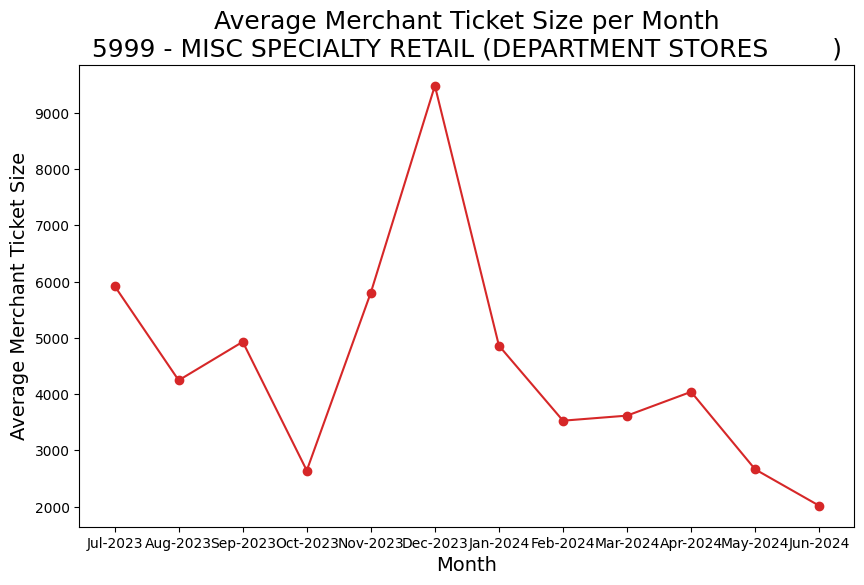 Average Merchant Ticket Size per Month
5999 - MISC SPECIALTY RETAIL (DEPARTMENT STORES        )
Average Merchant Ticket Size
9000
8000
7000
6000
5000
4000
3000
2000
Jul-2023 Aug-2023 Sep-2023 Oct-2023 Nov-2023 Dec-2023 Jan-2024 Feb-2024 Mar-2024 Apr-2024 May-2024 Jun-2024
Month